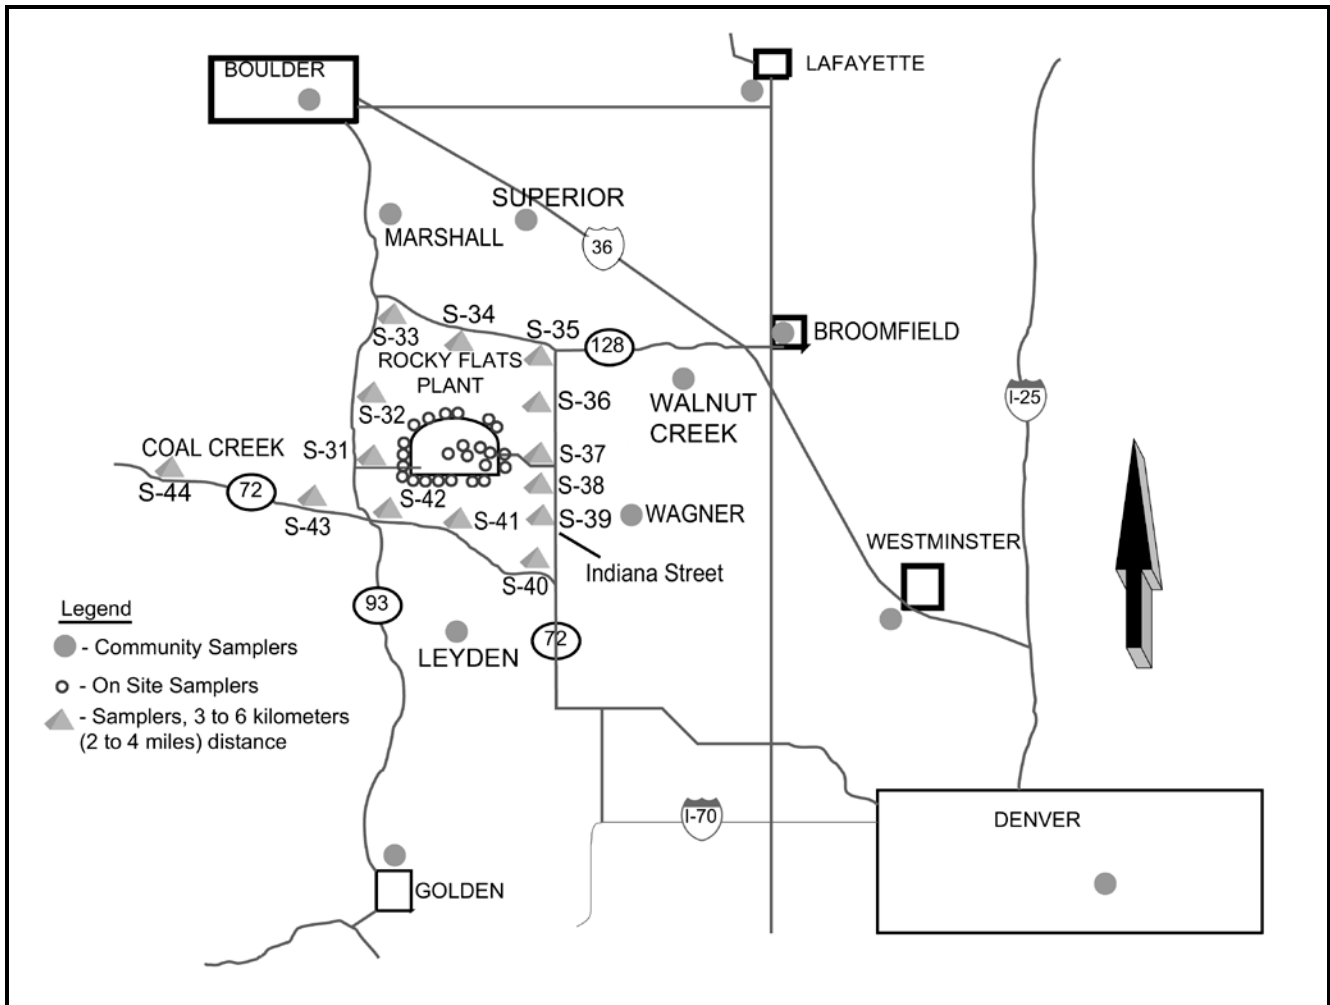 BOULDER
LAFAYETTE
SUPERIOR
MARSHALL
36
S-34
S-33
S-35
128
BROOMFIELD
ROCKY FLATS
PLANT
S-32
S-36
WALNUT
CREEK
I-25
COAL CREEK
S-31
S-37
S-44
72
S-42
S-38
S-43
S-41
S-39
WAGNER
WESTMINSTER
S-40
Indiana Street
93
Legend
- Community Samplers
- On Site Samplers
- Samplers, 3 to 6 kilometers
(2 to 4 miles) distance
LEYDEN
72
I-70
DENVER
GOLDEN